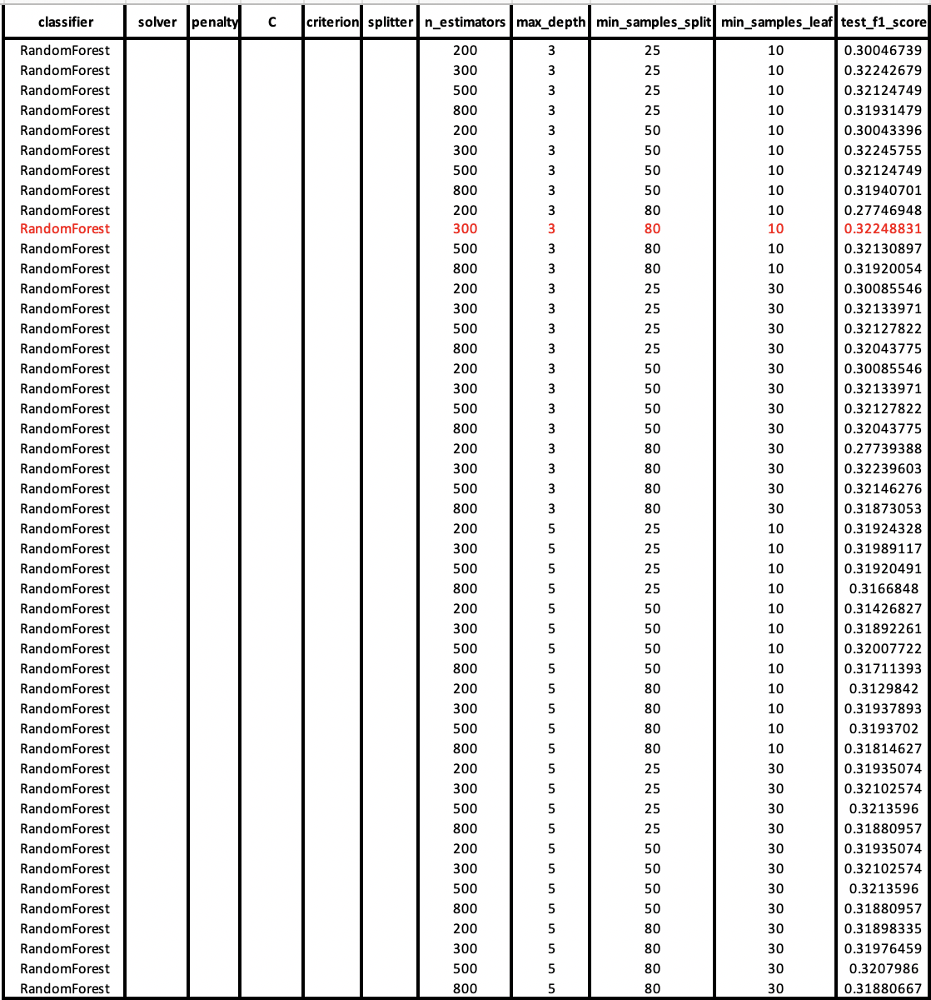 classifier solver penalty C criterion splitter n_estimators max_depth min_samples_split min_samples_leaf test_f1_score
RandomForest 200 3 25 10 0.30046739
RandomForest 300 3 25 10 0.32242679
RandomForest 500 3 25 10 0.32124749
RandomForest 800 3 25 10 0.31931479
RandomForest 200 3 50 10 0.30043396
RandomForest 300 3 50 10 0.32245755
RandomForest 500 3 50 10 0.32124749
RandomForest 800 3 50 10 0.31940701
RandomForest 200 3 80 10 0.27746948
RandomForest 300 3 80 10 0.32248831
RandomForest 500 3 80 10 0.32130897
RandomForest 800 3 80 10 0.31920054
RandomForest 200 3 25 30 0.30085546
RandomForest 300 3 25 30 0.32133971
RandomForest 500 3 25 30 0.32127822
RandomForest 800 3 25 30 0.32043775
RandomForest 200 3 50 30 0.30085546
RandomForest 300 3 50 30 0.32133971
RandomForest 500 3 50 30 0.32127822
RandomForest 800 3 50 30 0.32043775
RandomForest 200 3 80 30 0.27739388
RandomForest 300 3 80 30 0.32239603
RandomForest 500 3 80 30 0.32146276
RandomForest 800 3 80 30 0.31873053
RandomForest 200 5 25 10 0.31924328
RandomForest 300 5 25 10 0.31989117
RandomForest 500 5 25 10 0.31920491
RandomForest 800 5 25 10 0.3166848
RandomForest 200 5 50 10 0.31426827
RandomForest 300 5 50 10 0.31892261
RandomForest 500 5 50 10 0.32007722
RandomForest 800 5 50 10 0.31711393
RandomForest 200 5 80 10 0.3129842
RandomForest 300 5 80 10 0.31937893
RandomForest 500 5 80 10 0.3193702
RandomForest 800 5 80 10 0.31814627
RandomForest 200 5 25 30 0.31935074
RandomForest 300 5 25 30 0.32102574
RandomForest 500 5 25 30 0.3213596
RandomForest 800 5 25 30 0.31880957
RandomForest 200 5 50 30 0.31935074
RandomForest 300 5 50 30 0.32102574
RandomForest 500 5 50 30 0.3213596
RandomForest 800 5 50 30 0.31880957
RandomForest 200 5 80 30 0.31898335
RandomForest 300 5 80 30 0.31976459
RandomForest 500 5 80 30 0.3207986
RandomForest 800 5 80 30 0.31880667